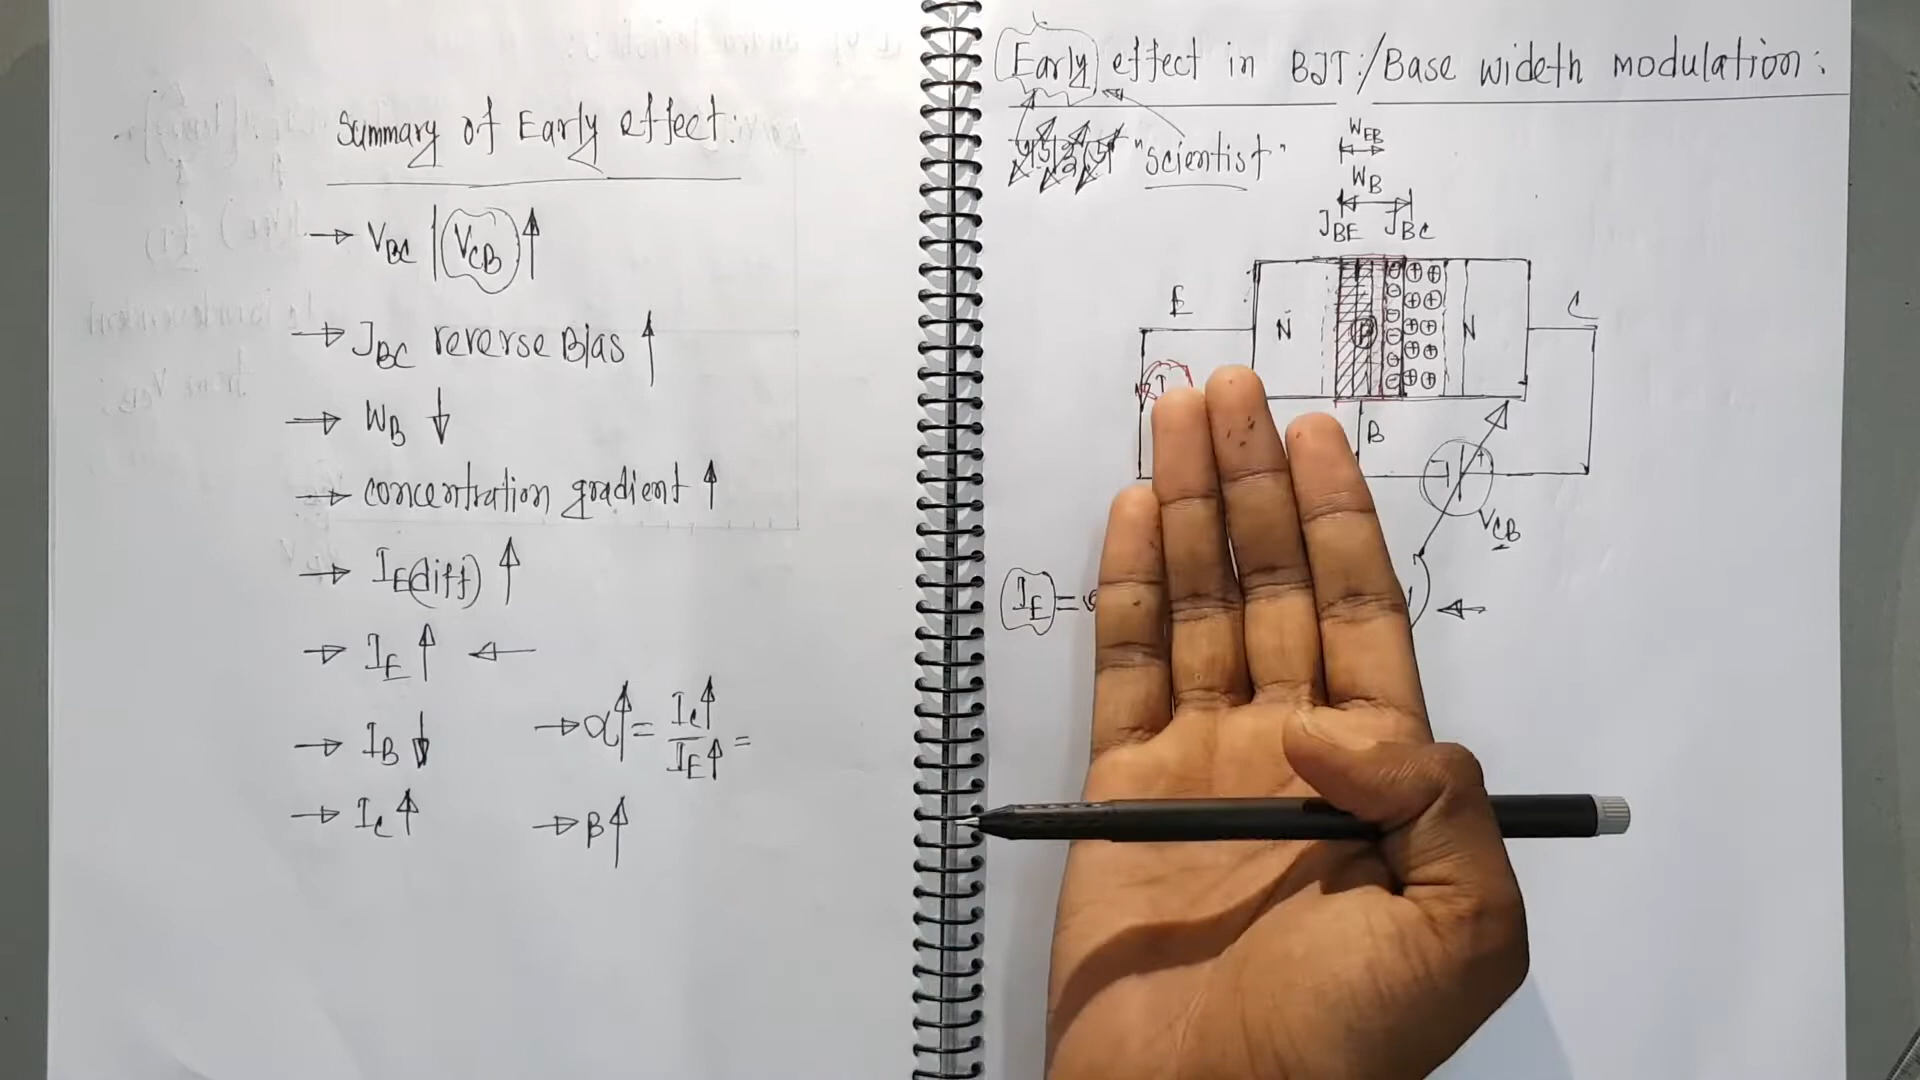 Summary of Early effect:
→ VBC | VCB ↑
→ JBC reverse Bias ↑
→ WB ↓
→ concentration gradient ↑
→ IE(diff) ↑
→ IE ↑ ←
→ IB ↓
→ α↑ = IC↑ / IE↑ =
→ IC ↑
→ B↑
Early effect in BJT:/Base wideth modulation:
"scientist"
WEB
WB
JBE JBC
E N P N C
B
VCB
IE =